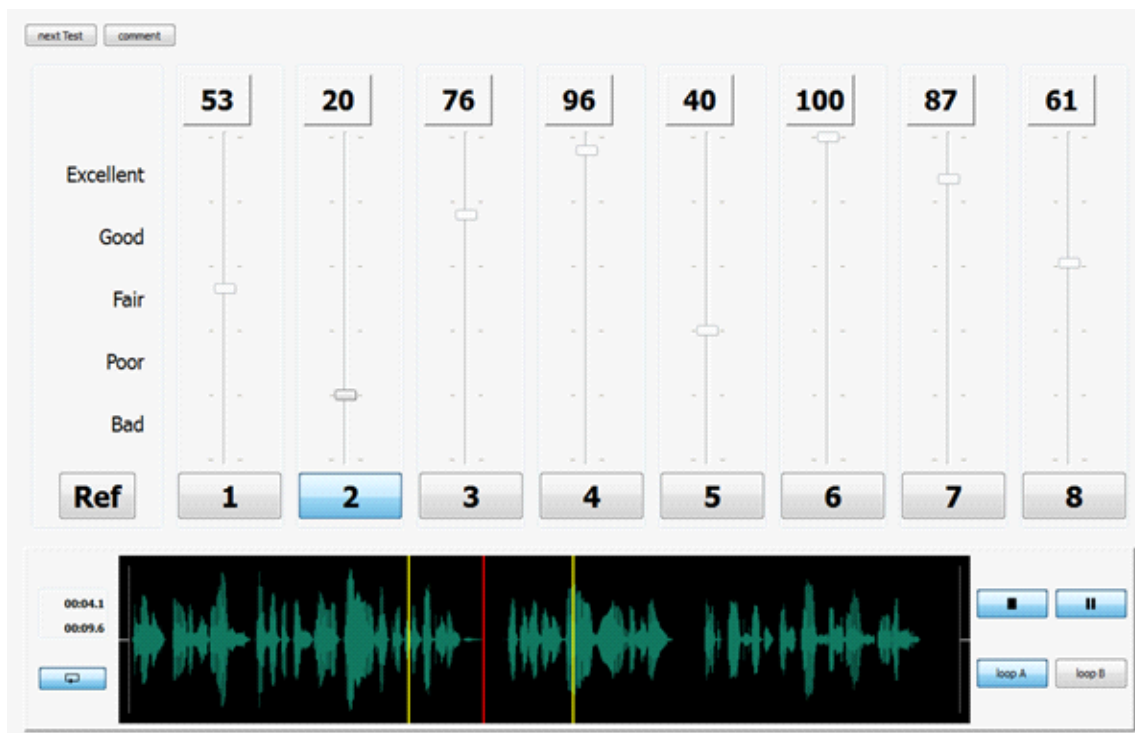 next Test comment
53 20 76 96 40 100 87 61
Excellent
Good
Fair
Poor
Bad
Ref 1 2 3 4 5 6 7 8
00:04.1
00:09.6
loop A loop B